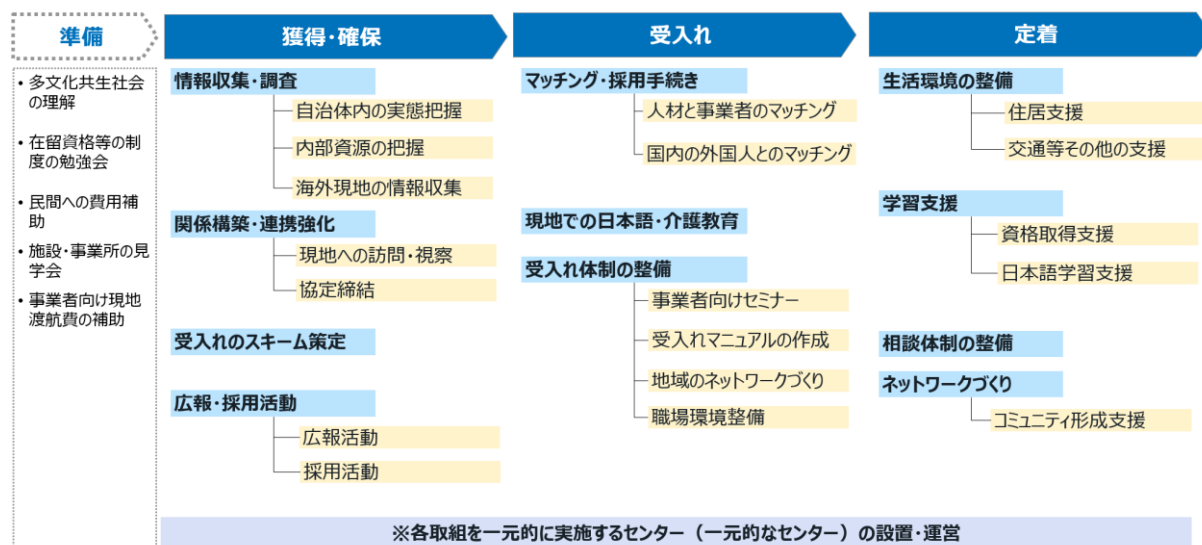 準備
• 多文化共生社会
の理解
• 在留資格等の制
度の勉強会
• 民間への費用補
助
• 施設・事業所の見
学会
• 事業者向け現地
渡航費の補助
獲得・確保
情報収集・調査
自治体内の実態把握
内部資源の把握
海外現地の情報収集
関係構築・連携強化
現地への訪問・視察
協定締結
受入れのスキーム策定
広報・採用活動
広報活動
採用活動
受入れ
マッチング・採用手続き
人材と事業者のマッチング
国内の外国人とのマッチング
現地での日本語・介護教育
受入れ体制の整備
事業者向けセミナー
受入れマニュアルの作成
地域のネットワークづくり
職場環境整備
定着
生活環境の整備
住居支援
交通等その他の支援
学習支援
資格取得支援
日本語学習支援
相談体制の整備
ネットワークづくり
コミュニティ形成支援
※各取組を一元的に実施するセンター（一元的なセンター）の設置・運営